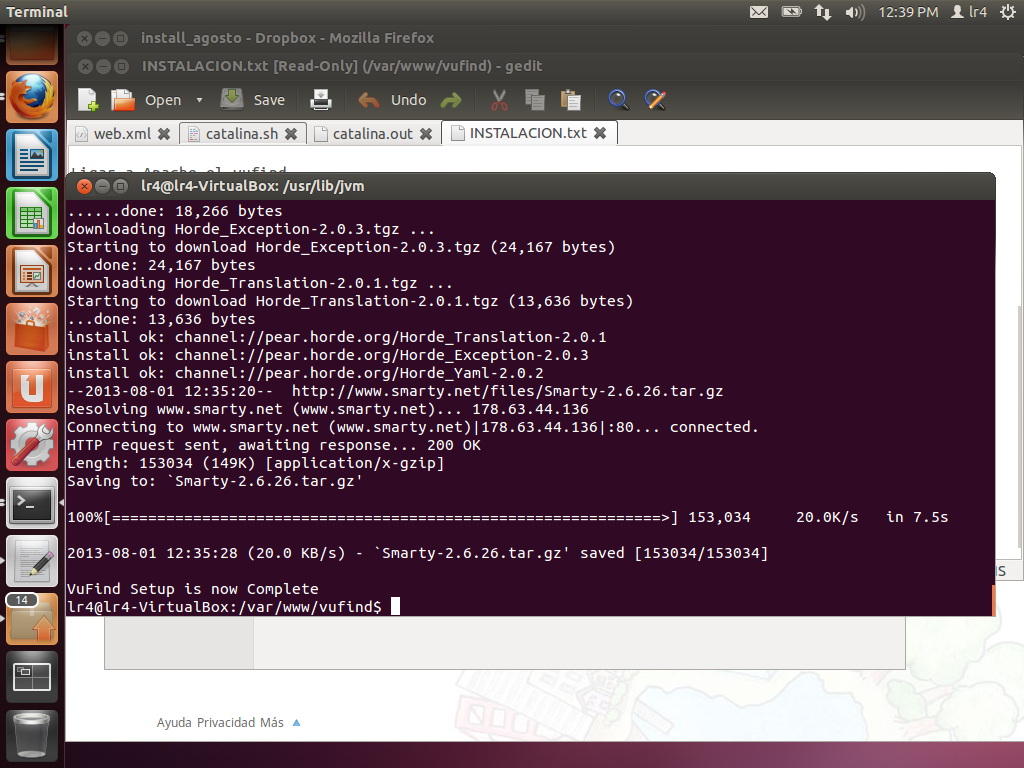 Terminal
12:39 PM lr4
install_agosto - Dropbox - Mozilla Firefox
INSTALACION.txt [Read-Only] (/var/www/vufind) - gedit
Open Save Undo
web.xml catalina.sh catalina.out INSTALACION.txt
Ligar a Apache el vufind
lr4@lr4-VirtualBox: /usr/lib/jvm
......done: 18,266 bytes
downloading Horde_Exception-2.0.3.tgz ...
Starting to download Horde_Exception-2.0.3.tgz (24,167 bytes)
...done: 24,167 bytes
downloading Horde_Translation-2.0.1.tgz ...
Starting to download Horde_Translation-2.0.1.tgz (13,636 bytes)
...done: 13,636 bytes
install ok: channel://pear.horde.org/Horde_Translation-2.0.1
install ok: channel://pear.horde.org/Horde_Exception-2.0.3
install ok: channel://pear.horde.org/Horde_Yaml-2.0.2
--2013-08-01 12:35:20--  http://www.smarty.net/files/Smarty-2.6.26.tar.gz
Resolving www.smarty.net (www.smarty.net)... 178.63.44.136
Connecting to www.smarty.net (www.smarty.net)|178.63.44.136|:80... connected.
HTTP request sent, awaiting response... 200 OK
Length: 153034 (149K) [application/x-gzip]
Saving to: `Smarty-2.6.26.tar.gz'
100%[=============================================================>] 153,034     20.0K/s   in 7.5s
2013-08-01 12:35:28 (20.0 KB/s) - `Smarty-2.6.26.tar.gz' saved [153034/153034]
VuFind Setup is now Complete
lr4@lr4-VirtualBox:/var/www/vufind$
14
Ayuda Privacidad Más